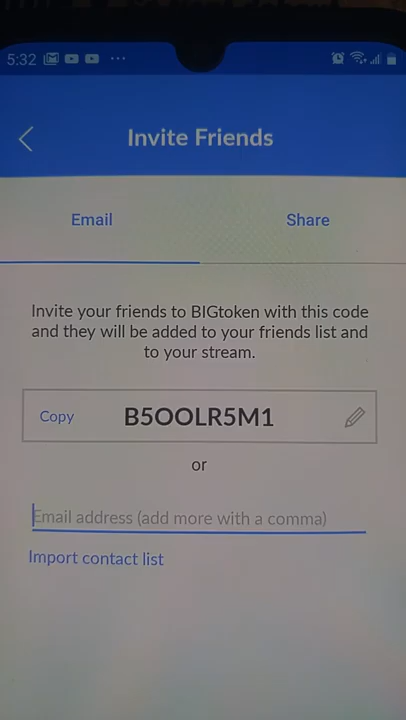 5:32
Invite Friends
Email Share
Invite your friends to BIGtoken with this code
and they will be added to your friends list and
to your stream.
Copy B5OOLR5M1
or
Email address (add more with a comma)
Import contact list